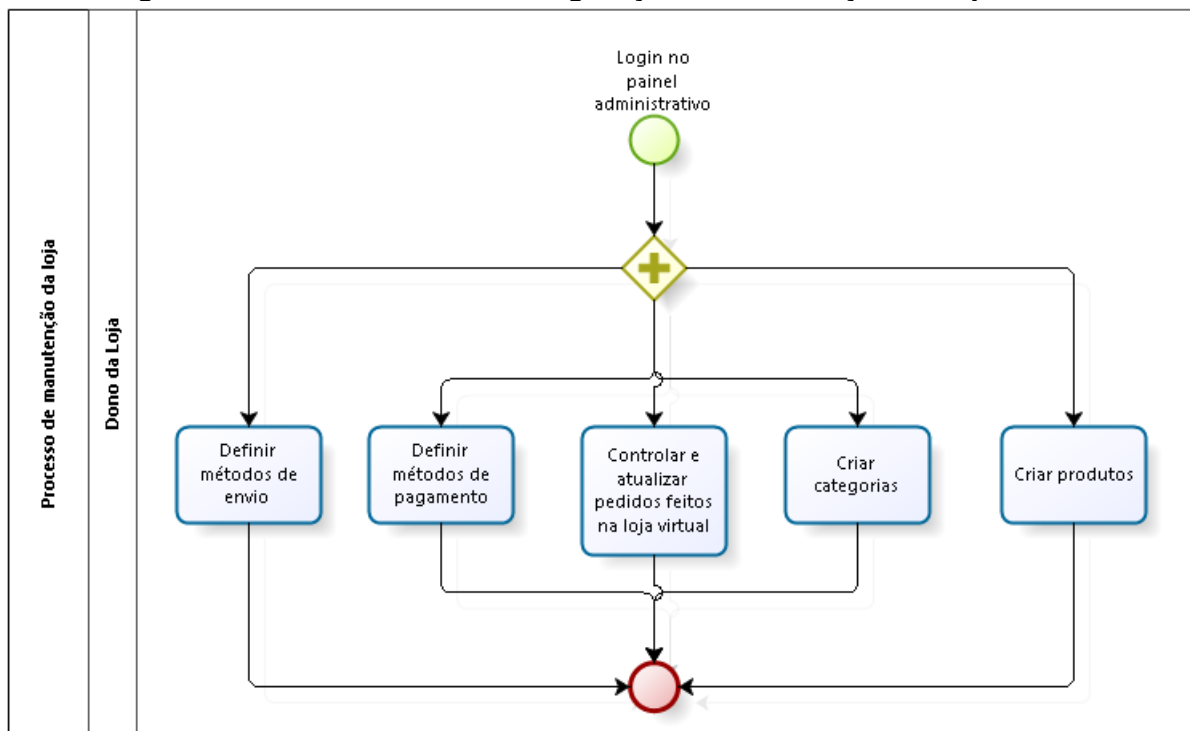 Processo de manutenção da loja
Dono da Loja
Login no
painel
administrativo
Definir
métodos de
envio
Definir
métodos de
pagamento
Controlar e
atualizar
pedidos feitos
na loja virtual
Criar
categorias
Criar produtos